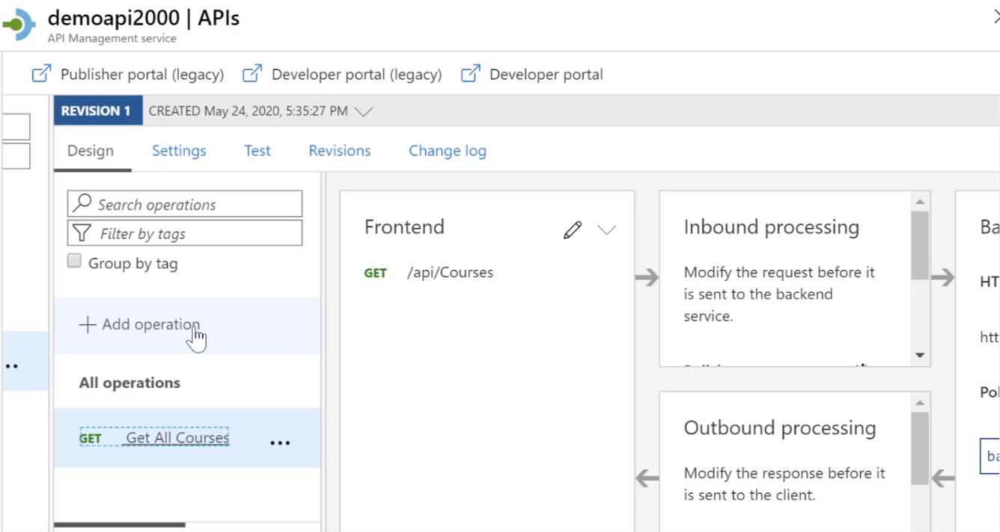 demoapi2000 | APIs
API Management service
Publisher portal (legacy)
Developer portal (legacy)
Developer portal
REVISION 1
CREATED May 24, 2020, 5:35:27 PM
Design
Settings
Test
Revisions
Change log
Search operations
Filter by tags
Group by tag
Add operation
All operations
GET Get All Courses
Frontend
GET /api/Courses
Inbound processing
Modify the request before it
is sent to the backend
service.
Outbound processing
Modify the response before it
is sent to the client.
Ba
HT
htt
Pol
ba